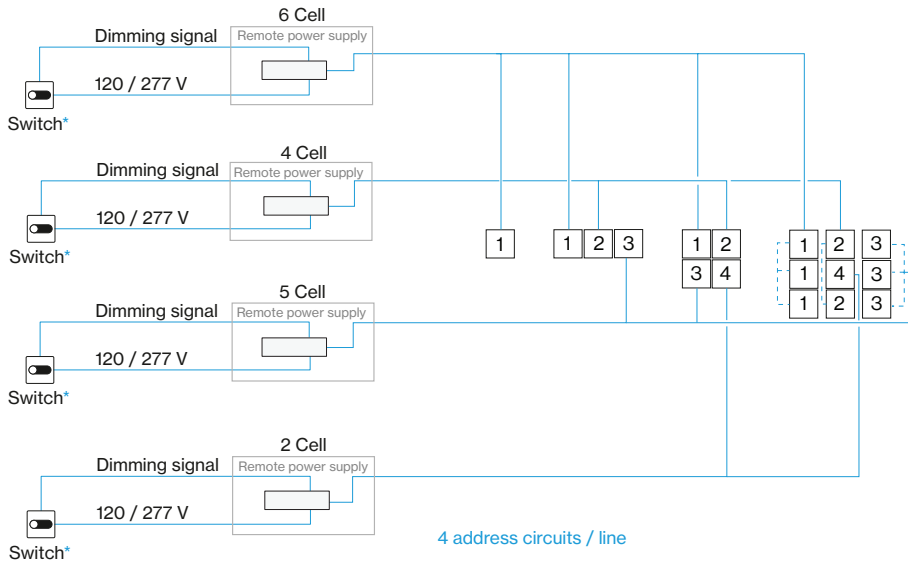 6 Cell
Dimming signal
Remote power supply
120 / 277 V
Switch*
4 Cell
Dimming signal
Remote power supply
120 / 277 V
Switch*
1 1 2 3 1 2 1 2 3
3 4 1 4 3
1 2 3
5 Cell
Dimming signal
Remote power supply
120 / 277 V
Switch*
2 Cell
Dimming signal
Remote power supply
120 / 277 V
Switch*
4 address circuits / line